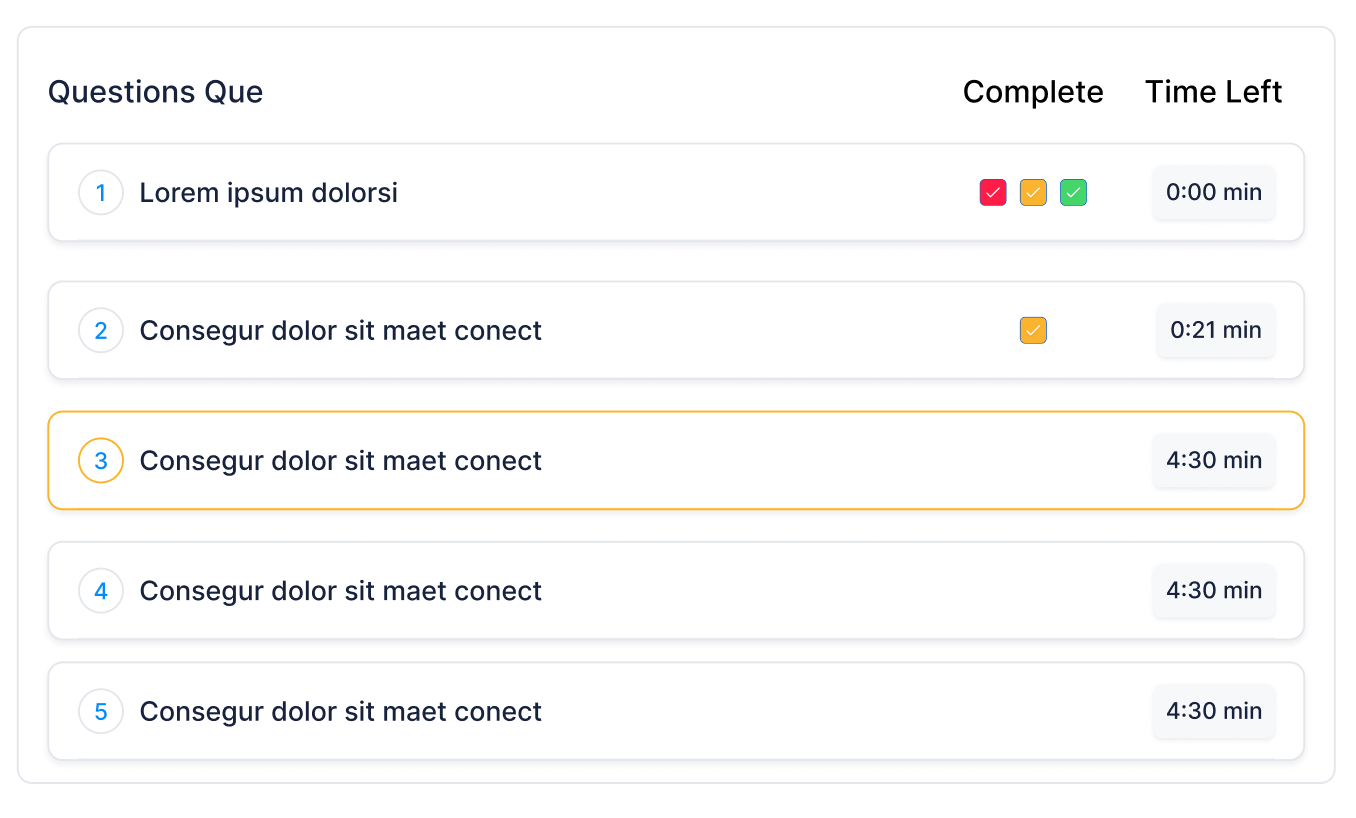 Questions Que Complete Time Left
1 Lorem ipsum dolorsi 0:00 min
2 Consegur dolor sit maet conect 0:21 min
3 Consegur dolor sit maet conect 4:30 min
4 Consegur dolor sit maet conect 4:30 min
5 Consegur dolor sit maet conect 4:30 min